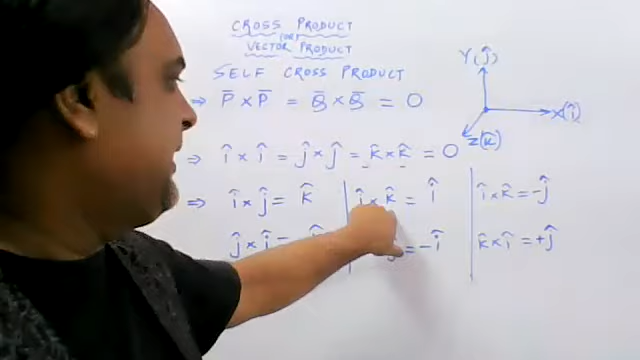 CROSS PRODUCT
(or)
VECTOR PRODUCT
SELF CROSS PRODUCT
Y(ĵ)
X(î)
Z(k̂)
⇒ P̄ × P̄ = Q̄ × Q̄ = 0
⇒ î × î = ĵ × ĵ = k̂ × k̂ = 0
⇒ î × ĵ = k̂ | × k̂ = î | î × k̂ = -ĵ
ĵ × î = | = -î | k̂ × î = +ĵ